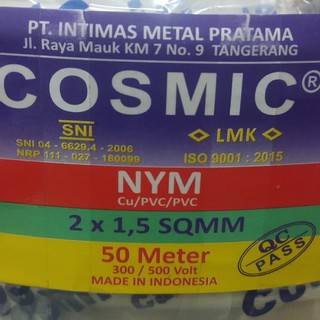 PT. INTIMAS METAL PRATAMA
Jl. Raya Mauk KM 7 No. 9 TANGERANG
COSMIC®
SNI
LMK
SNI 04 - 6629.4 - 2006
NRP 111 - 027 - 180099
ISO 9001 : 2015
NYM
Cu/PVC/PVC
2 x 1,5 SQMM
50 Meter
300 / 500 Volt
MADE IN INDONESIA
QC
PASS